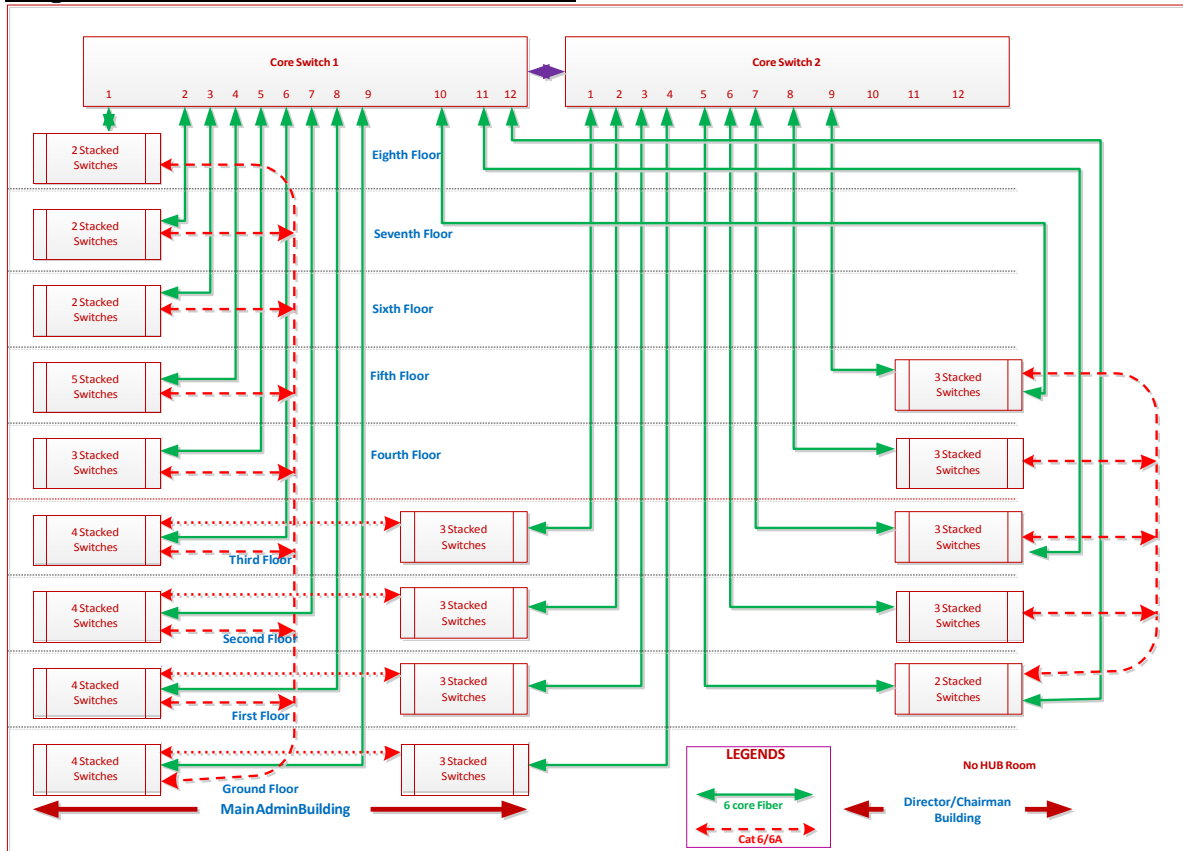 Core Switch 1
Core Switch 2
1 2 3 4 5 6 7 8 9 10 11 12
1 2 3 4 5 6 7 8 9 10 11 12
2 Stacked
Switches
Eighth Floor
2 Stacked
Switches
Seventh Floor
2 Stacked
Switches
Sixth Floor
5 Stacked
Switches
Fifth Floor
3 Stacked
Switches
3 Stacked
Switches
Fourth Floor
3 Stacked
Switches
4 Stacked
Switches
3 Stacked
Switches
3 Stacked
Switches
Third Floor
4 Stacked
Switches
3 Stacked
Switches
3 Stacked
Switches
Second Floor
4 Stacked
Switches
3 Stacked
Switches
2 Stacked
Switches
First Floor
4 Stacked
Switches
3 Stacked
Switches
Ground Floor
LEGENDS
6 core Fiber
Cat 6/6A
No HUB Room
Main Admin Building
Director/Chairman
Building